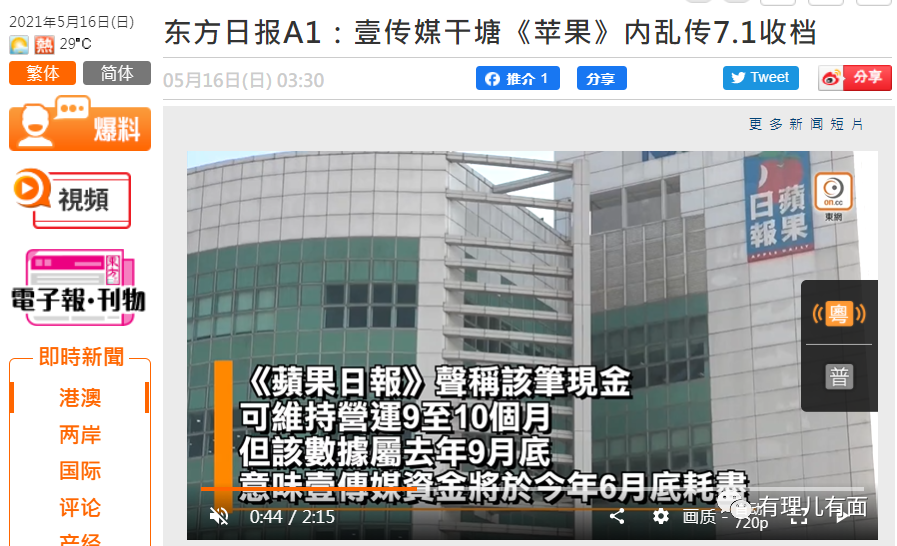 2021年5月16日(日)
热 29℃
繁体 简体
爆料
視頻
電子報·刊物
東方
即時新聞
港澳
两岸
国际
评论
产经
东方日报A1：壹传媒干塘《苹果》内乱传7.1收档
05月16日(日) 03:30
推介 1
分享
Tweet
分享
更多新闻短片
蘋果
日報
APPLE DAILY
on.cc
東網
粵
普
《蘋果日報》聲稱該筆現金
可維持營運9至10個月
但該數據屬去年9月底
意味壹傳媒資金將於今年6月底耗盡
0:44 / 2:15
画质 -
720p
有理儿有面